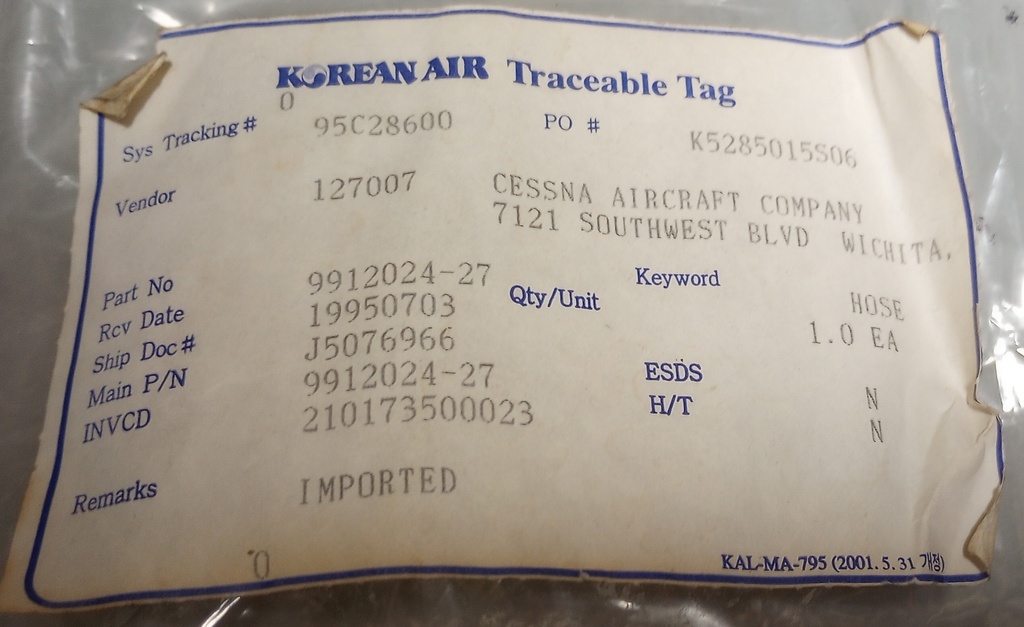 KOREAN AIR Traceable Tag
0
Sys Tracking # 95C28600 PO # K5285015S06
Vendor 127007 CESSNA AIRCRAFT COMPANY
7121 SOUTHWEST BLVD WICHITA,
Part No 9912024-27 Keyword HOSE
Rcv Date 19950703 Qty/Unit 1.0 EA
Ship Doc # J5076966
Main P/N 9912024-27 ESDS N
INVCD 210173500023 H/T N
Remarks IMPORTED
0
KAL-MA-795 (2001. 5. 31 개정)